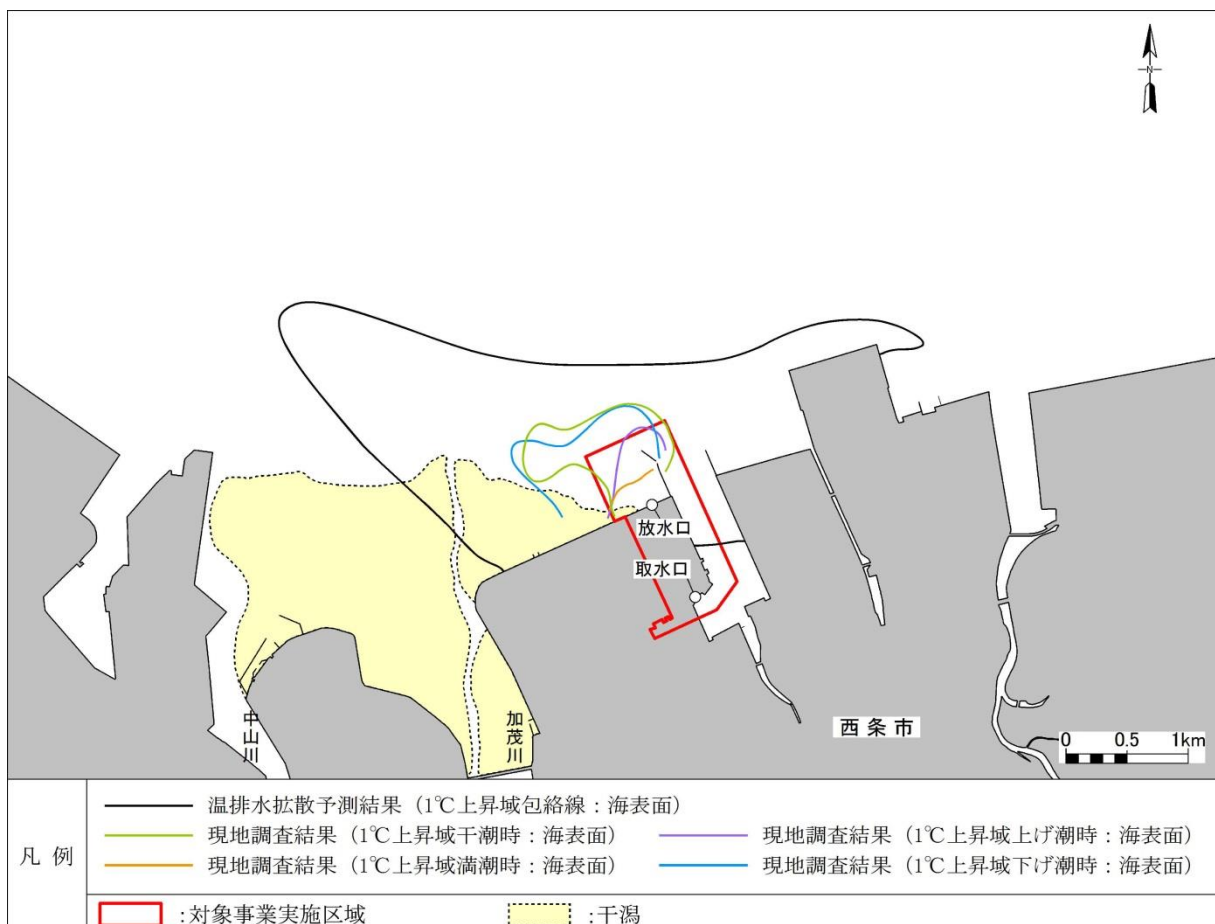 N
放水口
取水口
中山川
加茂川
西条市
0 0.5 1km
凡例
温排水拡散予測結果（1℃上昇域包絡線：海表面）
現地調査結果（1℃上昇域干潮時：海表面）
現地調査結果（1℃上昇域上げ潮時：海表面）
現地調査結果（1℃上昇域満潮時：海表面）
現地調査結果（1℃上昇域下げ潮時：海表面）
:対象事業実施区域
:干潟